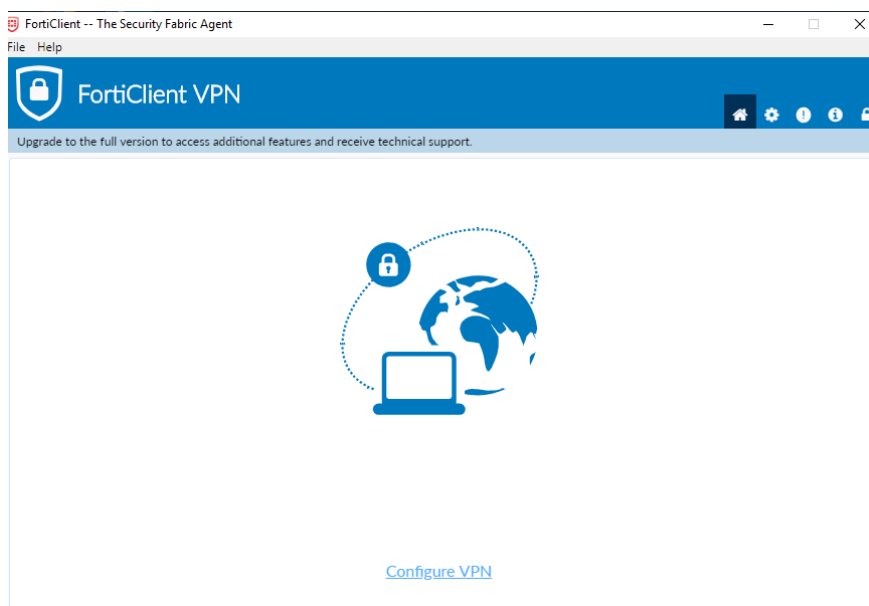 FortiClient -- The Security Fabric Agent
File Help
FortiClient VPN
Upgrade to the full version to access additional features and receive technical support.
Configure VPN